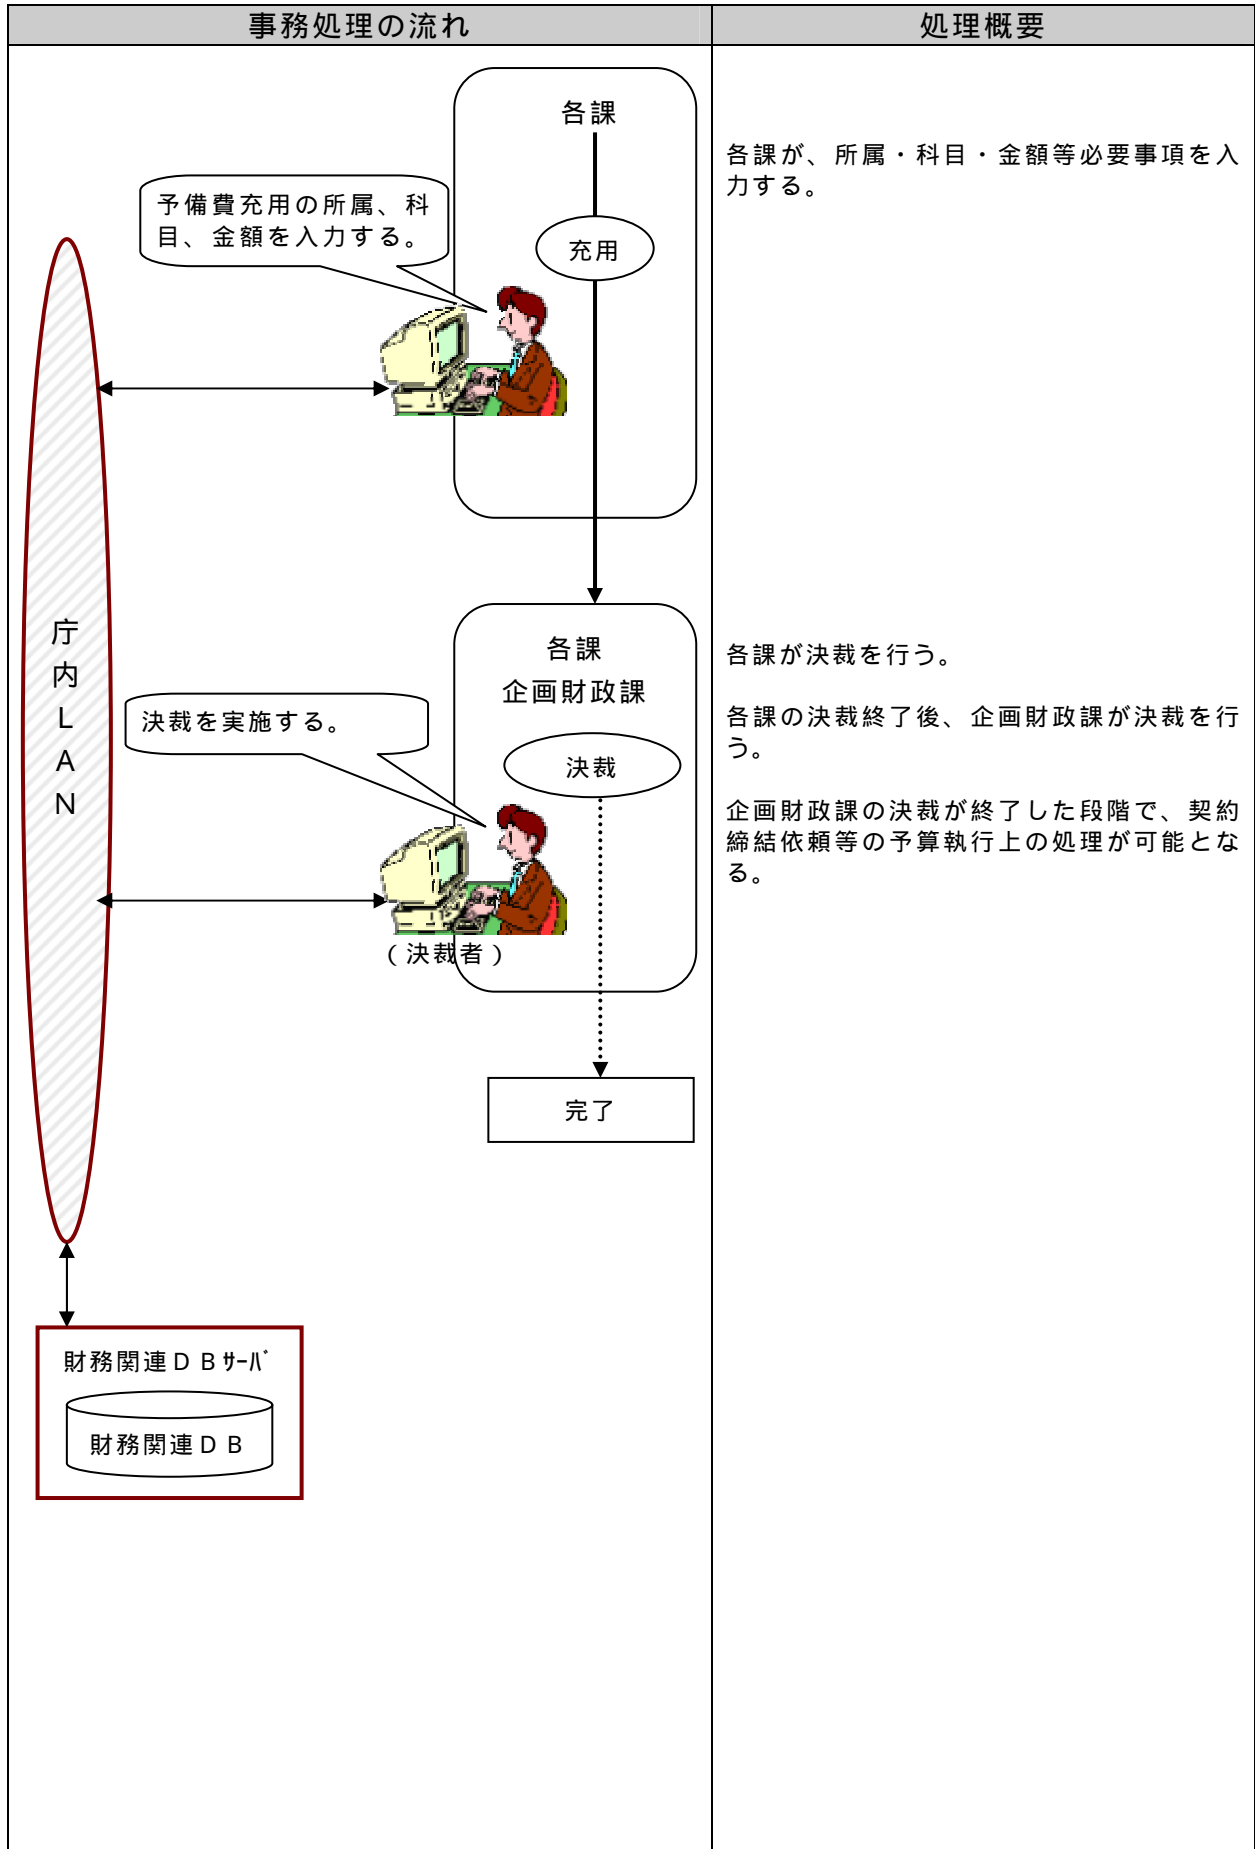 事務処理の流れ
処理概要
各課
各課が、所属・科目・金額等必要事項を入
力する。
予備費充用の所属、科
目、金額を入力する。
充用
庁
内
Ｌ
Ａ
Ｎ
各課
企画財政課
各課が決裁を行う。
決裁を実施する。
各課の決裁終了後、企画財政課が決裁を行
う。
決裁
企画財政課の決裁が終了した段階で、契約
締結依頼等の予算執行上の処理が可能とな
る。
（決裁者）
完了
財務関連ＤＢｻｰﾊﾞ
財務関連ＤＢ